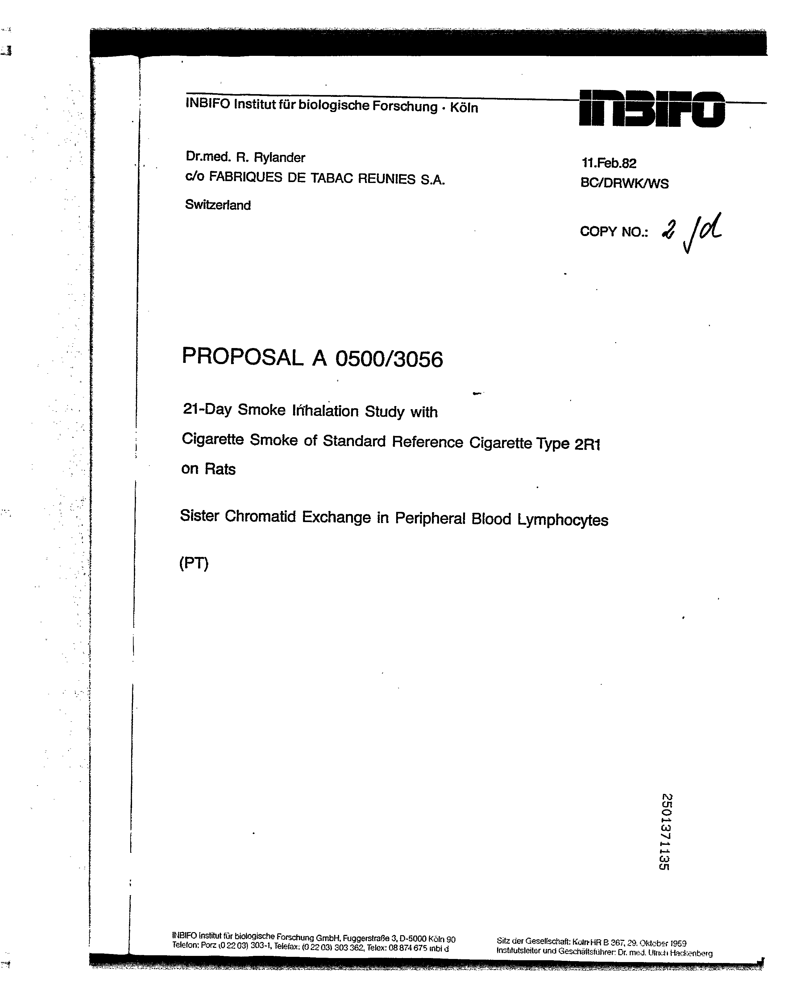 INBIFO Institut für biologische Forschung · Köln
INBIFO
Dr.med. R. Rylander
c/o FABRIQUES DE TABAC REUNIES S.A.
Switzerland
11.Feb.82
BC/DRWK/WS
COPY NO.: 2 /d
PROPOSAL A 0500/3056
21-Day Smoke Inhalation Study with
Cigarette Smoke of Standard Reference Cigarette Type 2R1
on Rats
Sister Chromatid Exchange in Peripheral Blood Lymphocytes
(PT)
2501371135
INBIFO Institut für biologische Forschung GmbH, Fuggerstraße 3, D-5000 Köln 90
Telefon: Porz (0 22 03) 303-1, Telefax: (0 22 03) 303 362, Telex: 08 874 675 inbi d
Sitz der Gesellschaft: Köln HR B 367, 29. Oktober 1959
Institutsleiter und Geschäftsführer: Dr. med. Ulrich Hackenberg